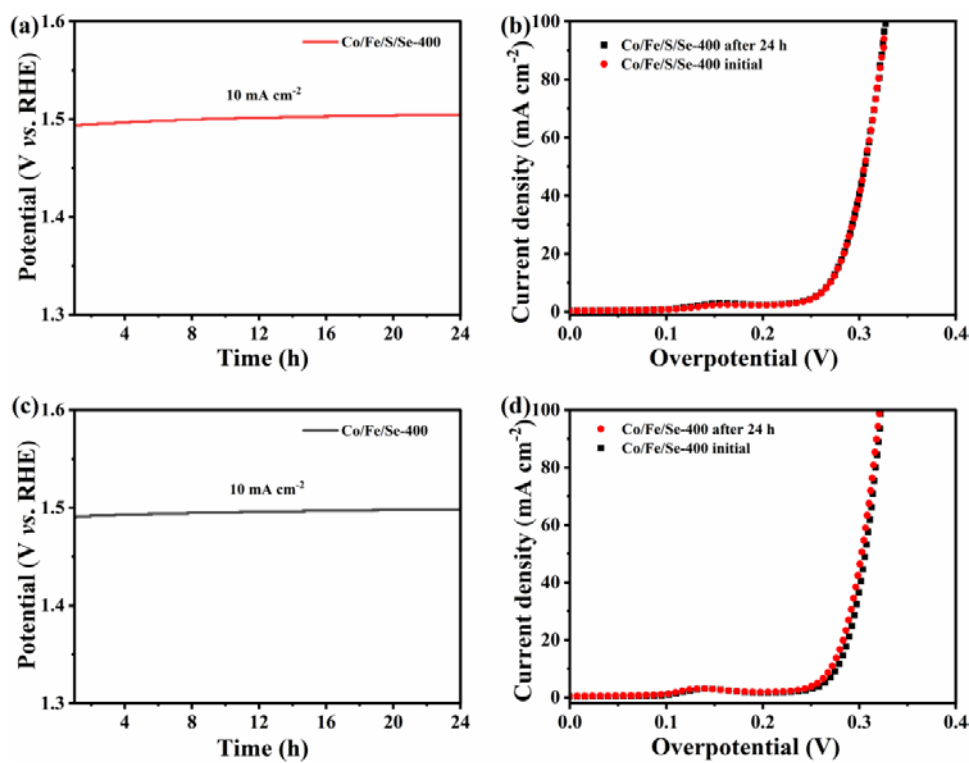 (a)
1.6
1.5
1.4
1.3
Potential (V vs. RHE)
Co/Fe/S/Se-400
10 mA cm⁻²
4 8 12 16 20 24
Time (h)
(b)
100
80
60
40
20
0
Current density (mA cm⁻²)
Co/Fe/S/Se-400 after 24 h
Co/Fe/S/Se-400 initial
0.0 0.1 0.2 0.3 0.4
Overpotential (V)
(c)
1.6
1.5
1.4
1.3
Potential (V vs. RHE)
Co/Fe/Se-400
10 mA cm⁻²
4 8 12 16 20 24
Time (h)
(d)
100
80
60
40
20
0
Current density (mA cm⁻²)
Co/Fe/Se-400 after 24 h
Co/Fe/Se-400 initial
0.0 0.1 0.2 0.3 0.4
Overpotential (V)